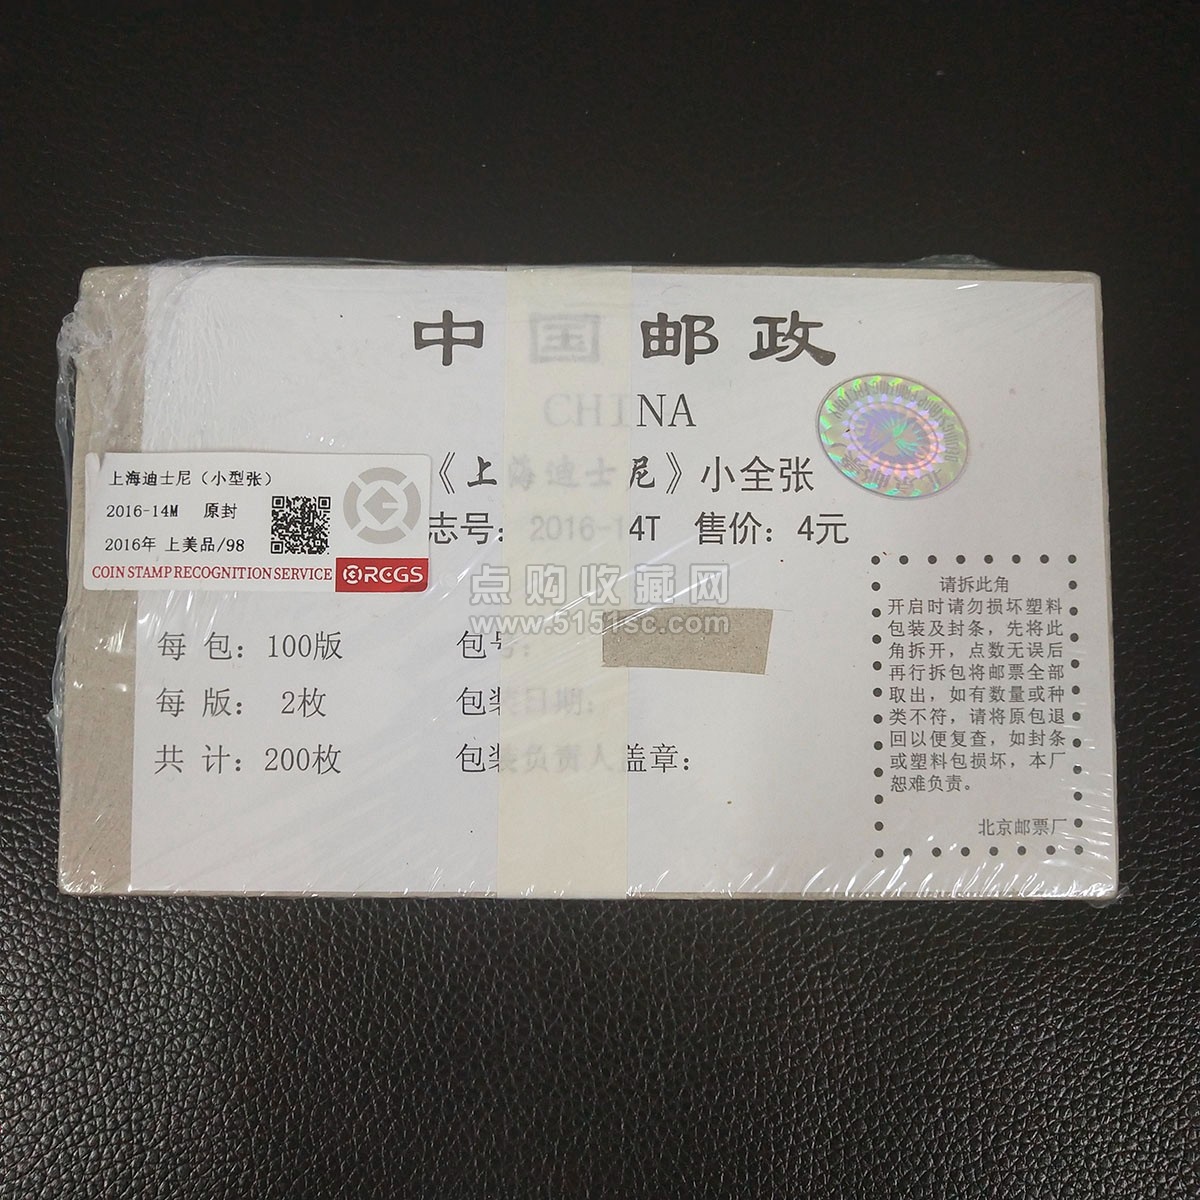 中国邮政
CHINA
《上海迪士尼》小全张
志号：2016-14T 售价：4元
上海迪士尼（小型张）
2016-14M 原封
2016年 上美品/98
COIN STAMP RECOGNITION SERVICE
RCGS
点购收藏网
www.5151sc.com
每 包：100版
每 版： 2枚
共 计：200枚
包号：
包装日期：
包装负责人盖章：
请拆此角
开启时请勿损坏塑料
包装及封条，先将此
角拆开，点数无误后
再行拆包将邮票全部
取出，如有数量或种
类不符，请将原包退
回以便复查，如封条
或塑料包损坏，本厂
恕难负责。
北京邮票厂